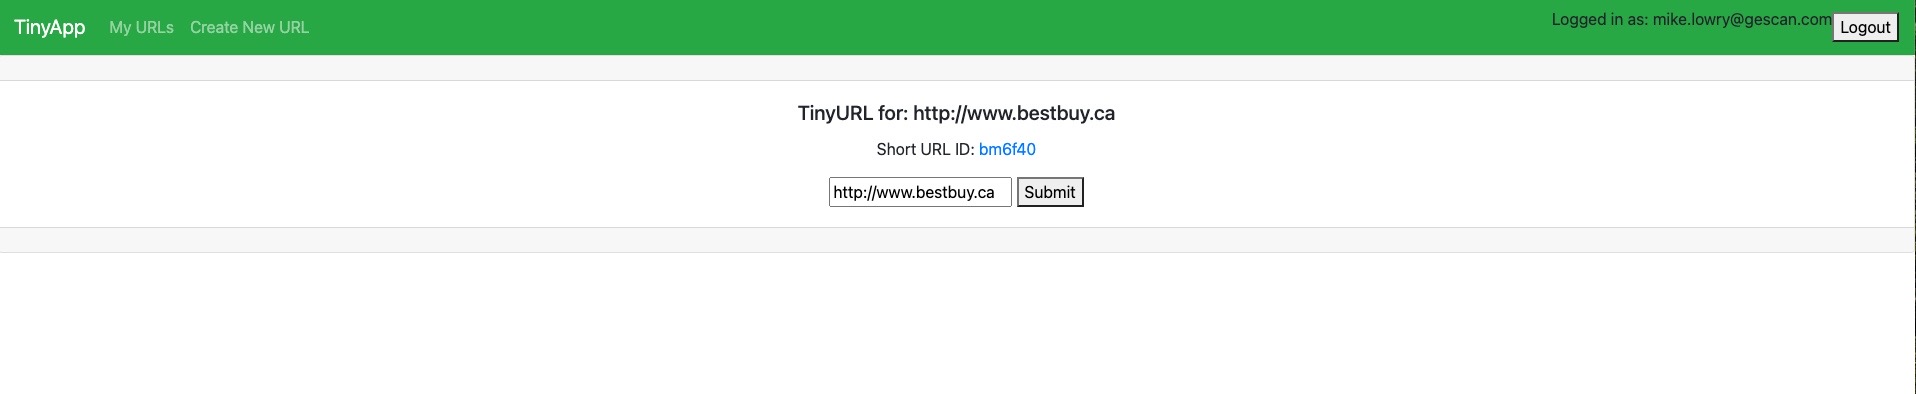 TinyApp My URLs Create New URL Logged in as: mike.lowry@gescan.com Logout
TinyURL for: http://www.bestbuy.ca
Short URL ID: bm6f40
http://www.bestbuy.ca Submit